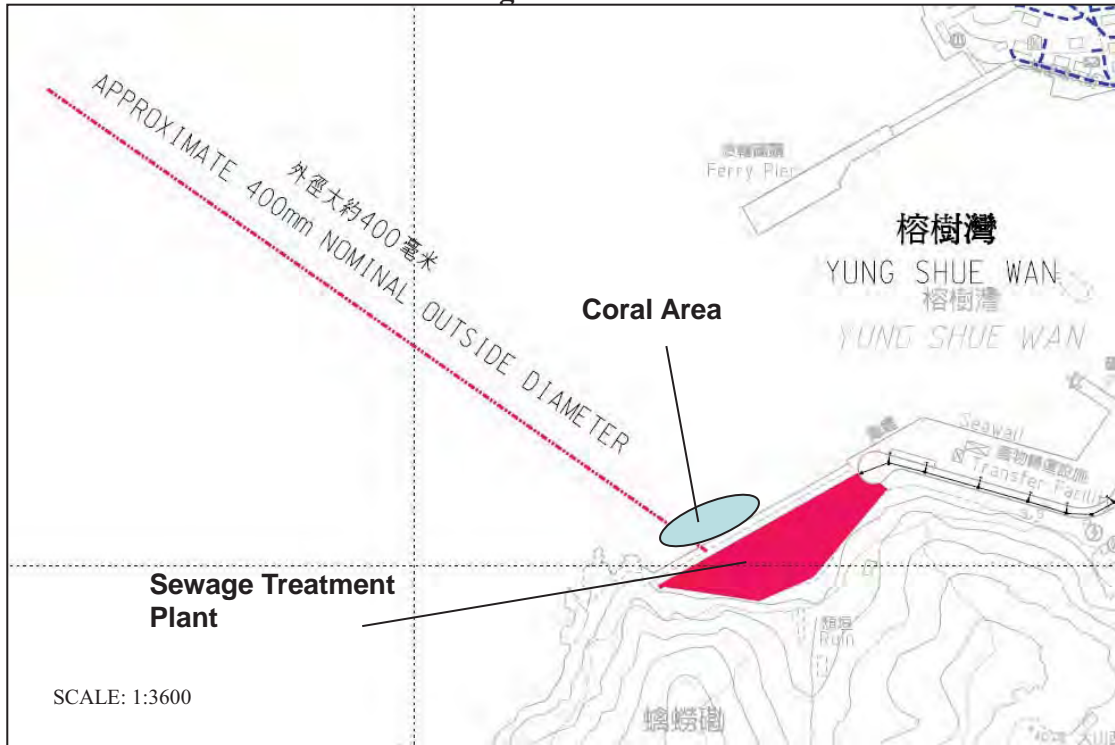 外徑大約400毫米
APPROXIMATE 400mm NOMINAL OUTSIDE DIAMETER
Ferry Pier
榕樹灣
YUNG SHUE WAN
榕樹灣
YUNG SHUE WAN
Coral Area
Seawall
Transfer
Sewage Treatment
Plant
Ruin
SCALE: 1:3600